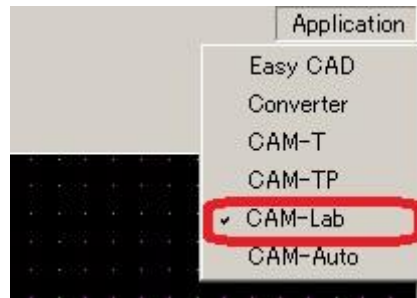 Application
Easy CAD
Converter
CAM-T
CAM-TP
CAM-Lab
CAM-Auto